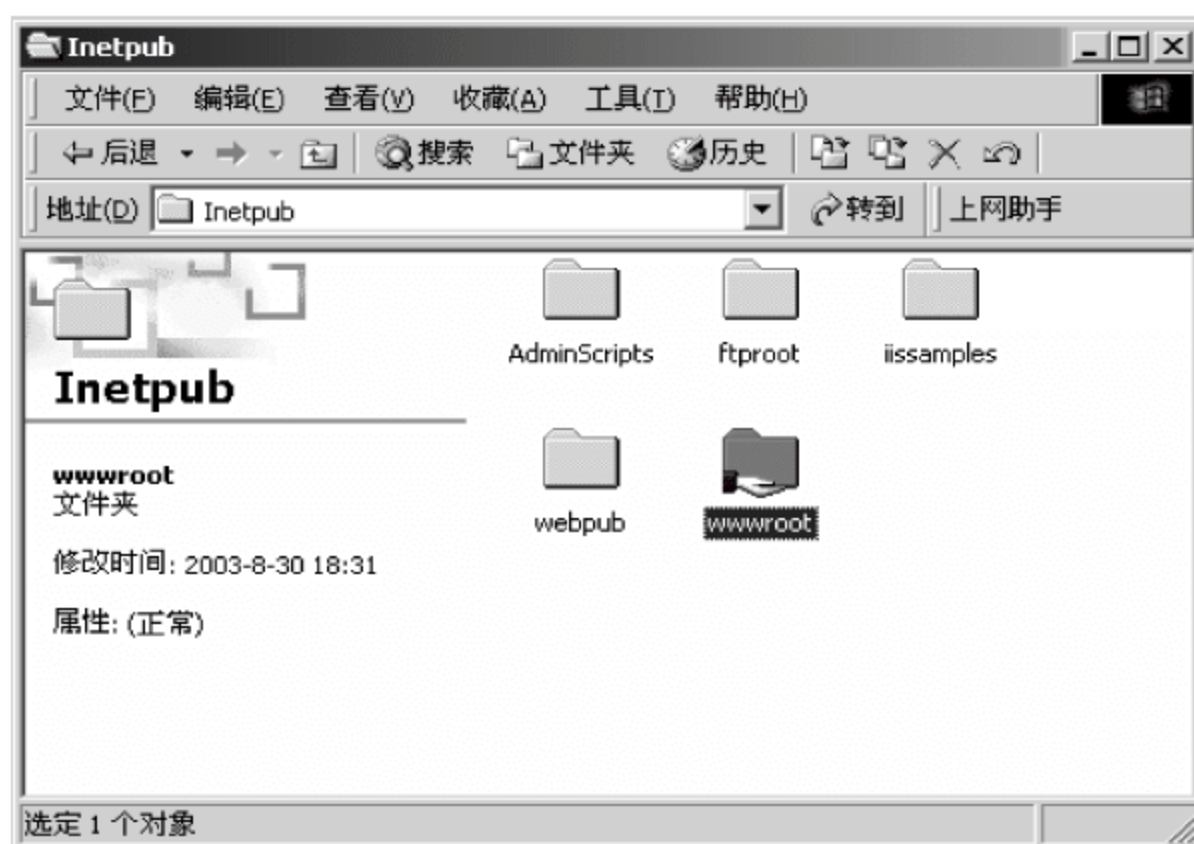 Inetpub
文件(F) 编辑(E) 查看(V) 收藏(A) 工具(T) 帮助(H)
后退 搜索 文件夹 历史
地址(D) Inetpub 转到 上网助手
Inetpub
wwwroot
文件夹
修改时间: 2003-8-30 18:31
属性: (正常)
AdminScripts ftproot iissamples
webpub wwwroot
选定 1 个对象